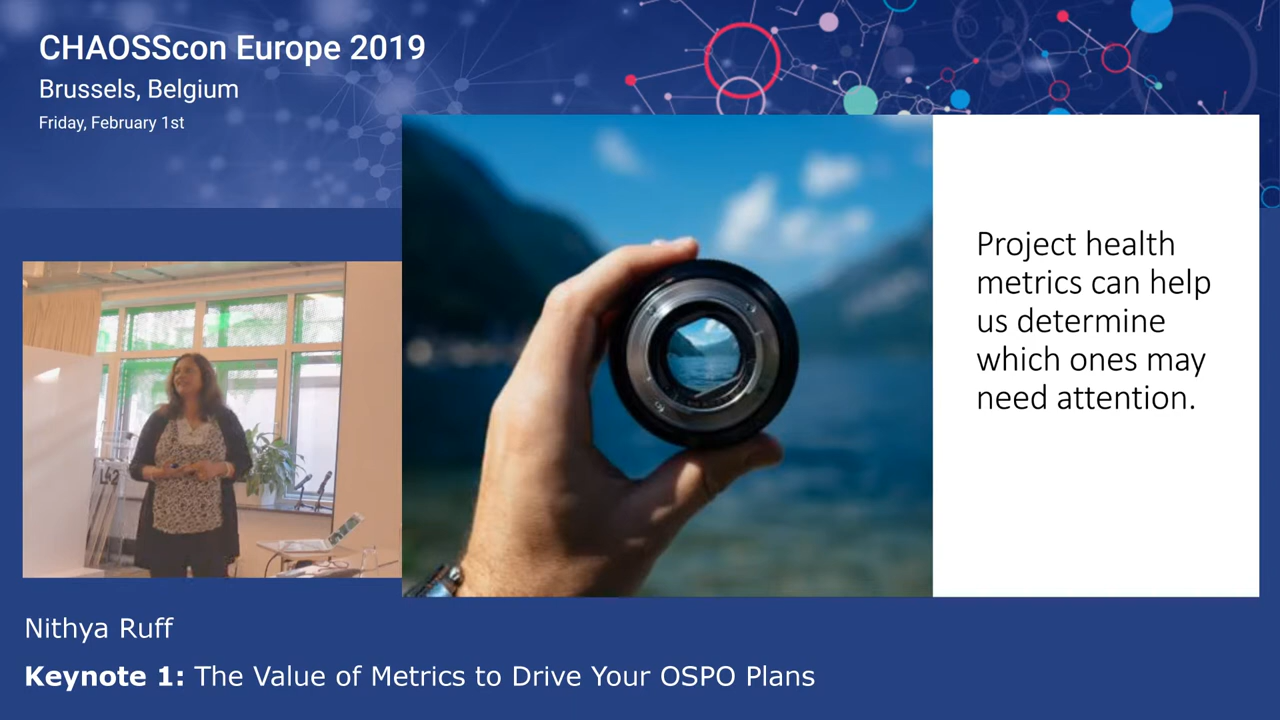 CHAOSScon Europe 2019
Brussels, Belgium
Friday, February 1st
Project health
metrics can help
us determine
which ones may
need attention.
L42
Nithya Ruff
Keynote 1: The Value of Metrics to Drive Your OSPO Plans